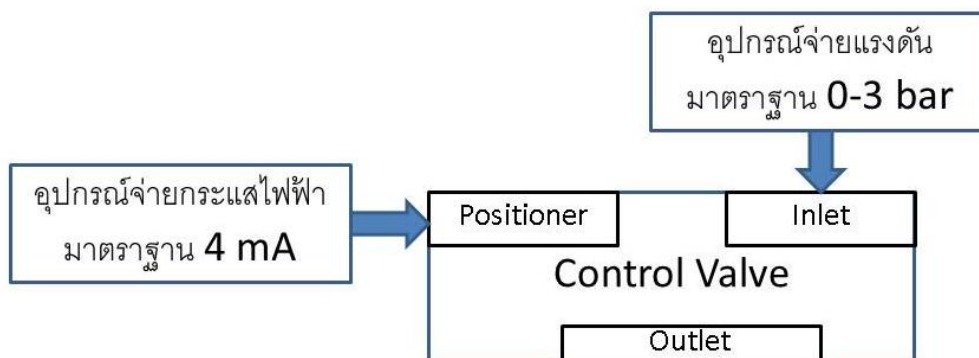 อุปกรณ์จ่ายแรงดัน
มาตราฐาน 0-3 bar
อุปกรณ์จ่ายกระแสไฟฟ้า
มาตราฐาน 4 mA
Positioner
Inlet
Control Valve
Outlet